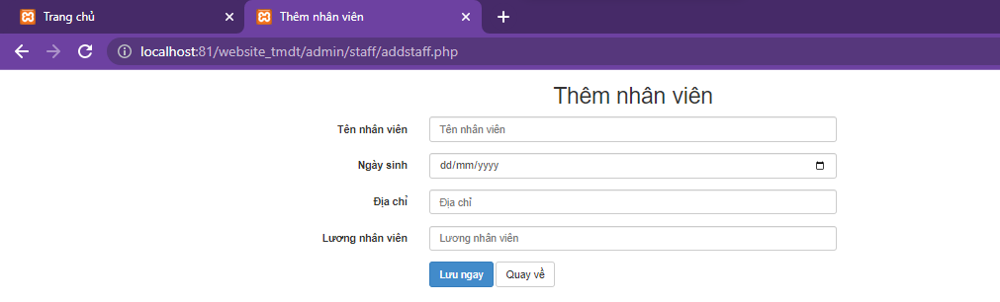 Trang chủ
Thêm nhân viên
localhost:81/website_tmdt/admin/staff/addstaff.php
Thêm nhân viên
Tên nhân viên
Tên nhân viên
Ngày sinh
dd/mm/yyyy
Địa chỉ
Địa chỉ
Lương nhân viên
Lương nhân viên
Lưu ngay
Quay về